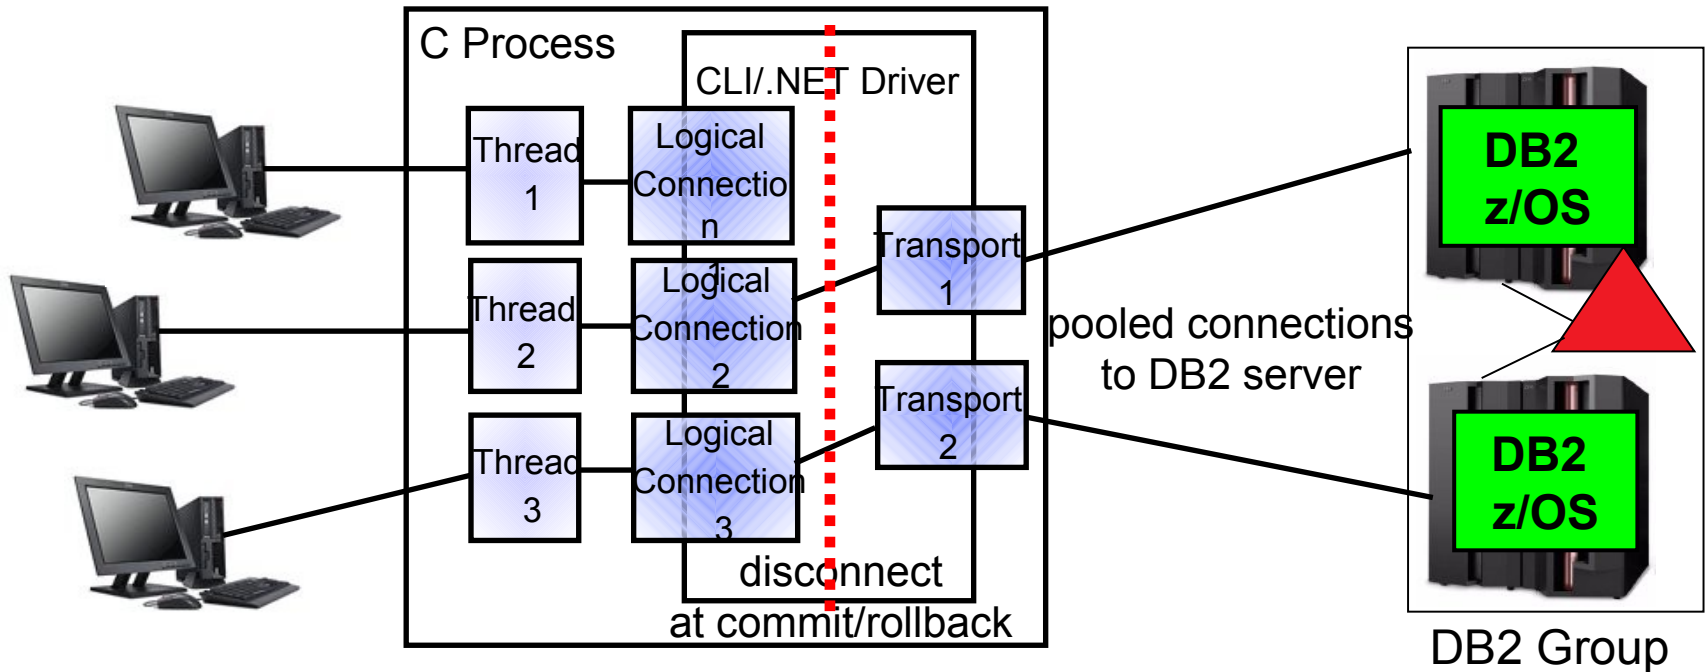 C Process
CLI/.NET Driver
Thread
1
Logical
Connectio
n
1
Thread
2
Logical
Connection
2
Thread
3
Logical
Connection
3
Transport
1
Transport
2
disconnect
at commit/rollback
pooled connections
to DB2 server
DB2
z/OS
DB2
z/OS
DB2 Group